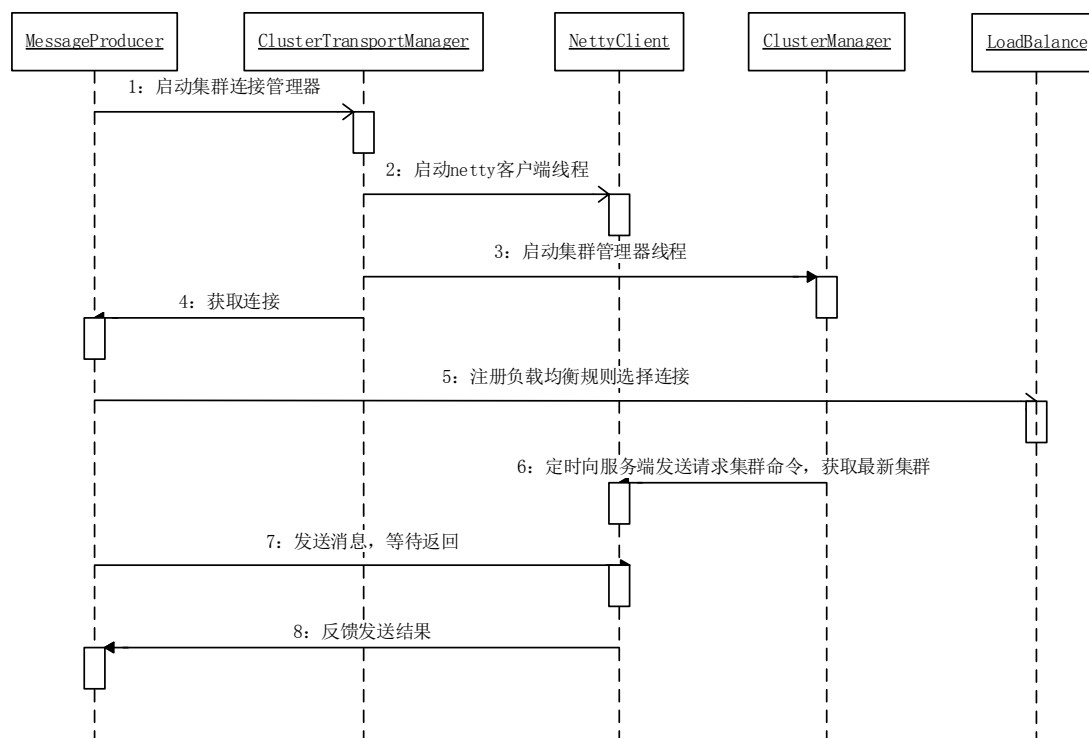 MessageProducer
ClusterTransportManager
NettyClient
ClusterManager
LoadBalance
1：启动集群连接管理器
2：启动netty客户端线程
3：启动集群管理器线程
4：获取连接
5：注册负载均衡规则选择连接
6：定时向服务端发送请求集群命令，获取最新集群
7：发送消息，等待返回
8：反馈发送结果